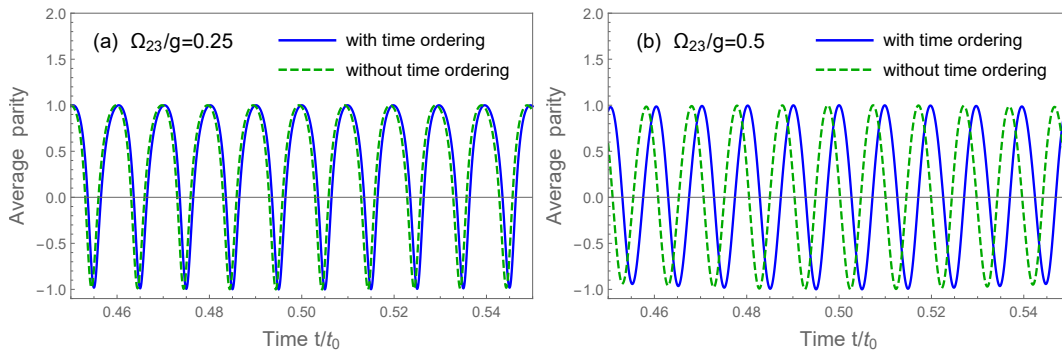 (a) Ω23/g=0.25
with time ordering
without time ordering
Average parity
2.0
1.5
1.0
0.5
0.0
−0.5
−1.0
0.46 0.48 0.50 0.52 0.54
Time t/t0
(b) Ω23/g=0.5
with time ordering
without time ordering
Average parity
2.0
1.5
1.0
0.5
0.0
−0.5
−1.0
0.46 0.48 0.50 0.52 0.54
Time t/t0